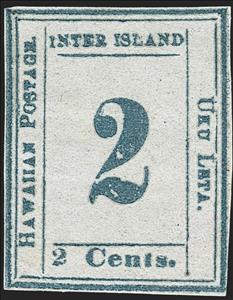 INTER ISLAND
HAWAIIAN POSTAGE
2
UKU LETA.
2 Cents.